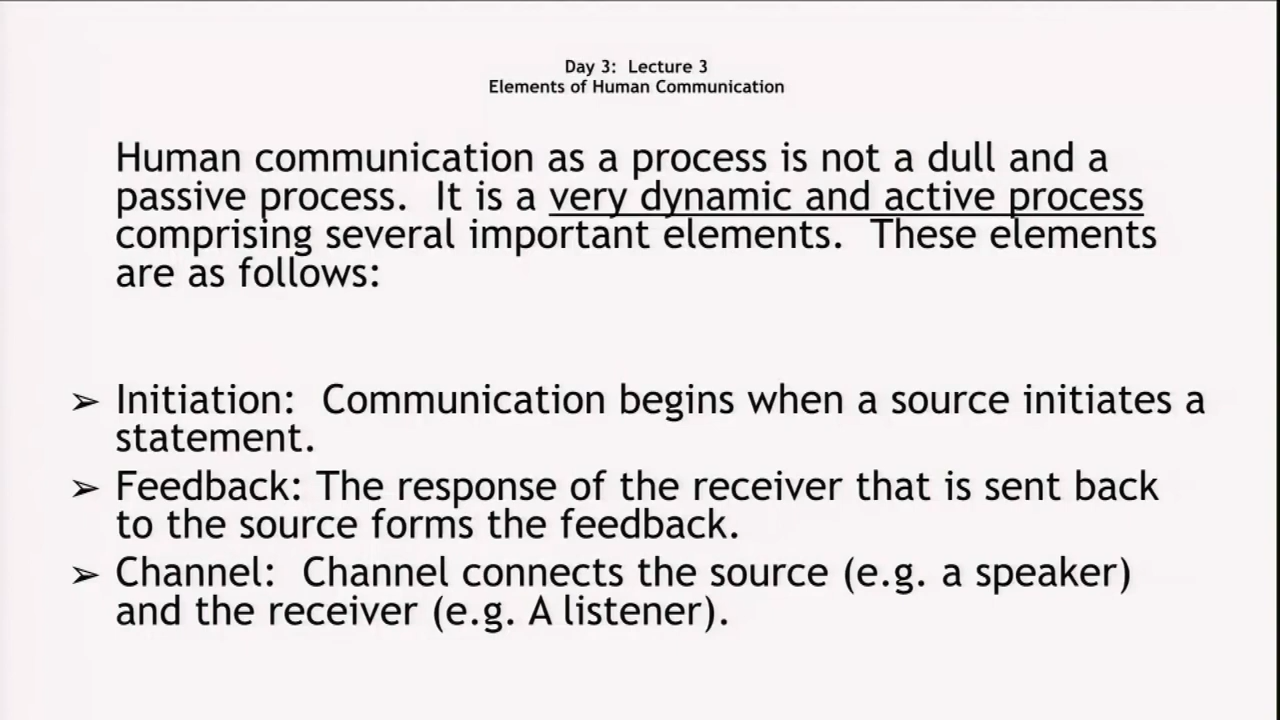 Day 3:  Lecture 3
Elements of Human Communication
Human communication as a process is not a dull and a
passive process.  It is a very dynamic and active process
comprising several important elements.  These elements
are as follows:
➢ Initiation:  Communication begins when a source initiates a
statement.
➢ Feedback: The response of the receiver that is sent back
to the source forms the feedback.
➢ Channel:  Channel connects the source (e.g. a speaker)
and the receiver (e.g. A listener).